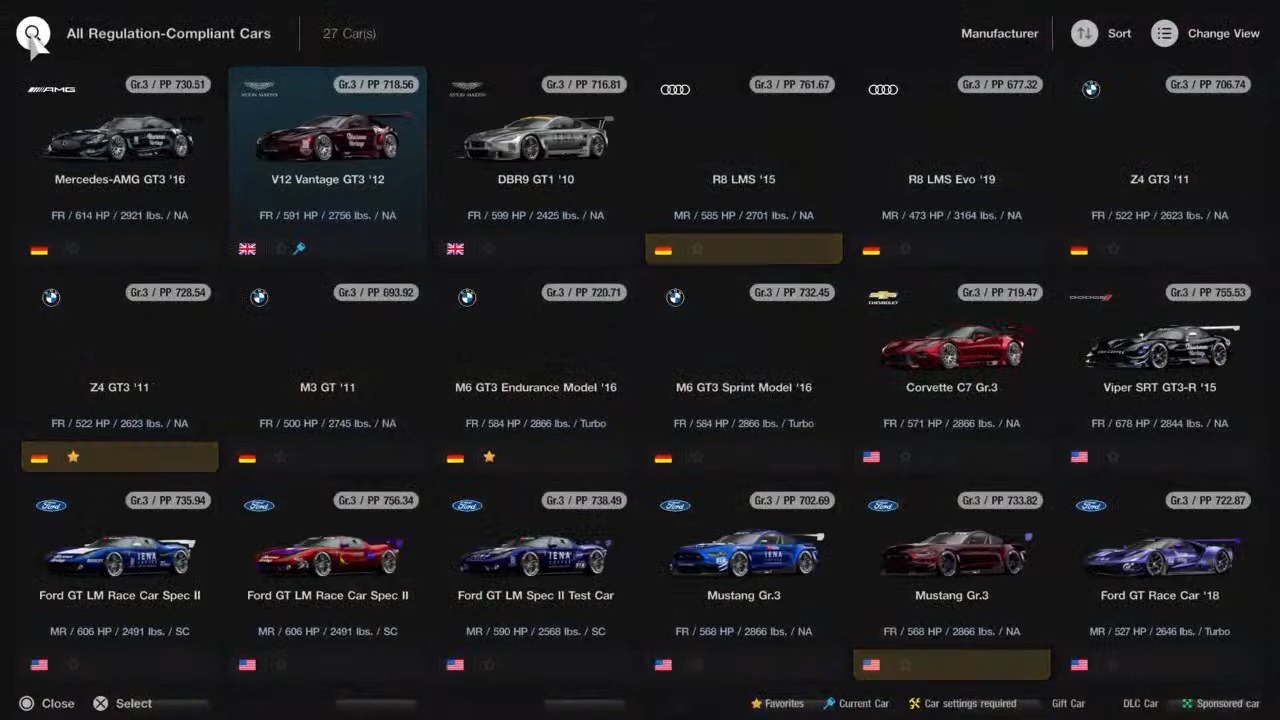 All Regulation-Compliant Cars
27 Car(s)
Manufacturer
Sort
Change View
AMG
Gr.3 / PP 730.51
Mercedes-AMG GT3 '16
FR / 614 HP / 2921 lbs. / NA
Gr.3 / PP 718.56
V12 Vantage GT3 '12
FR / 591 HP / 2756 lbs. / NA
Gr.3 / PP 716.81
IENA
DBR9 GT1 '10
FR / 599 HP / 2425 lbs. / NA
Gr.3 / PP 761.67
R8 LMS '15
MR / 585 HP / 2701 lbs. / NA
Gr.3 / PP 677.32
R8 LMS Evo '19
MR / 473 HP / 3164 lbs. / NA
Gr.3 / PP 706.74
Z4 GT3 '11
FR / 522 HP / 2623 lbs. / NA
Gr.3 / PP 728.54
Z4 GT3 '11
FR / 522 HP / 2623 lbs. / NA
Gr.3 / PP 693.92
M3 GT '11
FR / 500 HP / 2745 lbs. / NA
Gr.3 / PP 720.71
M6 GT3 Endurance Model '16
FR / 584 HP / 2866 lbs. / Turbo
Gr.3 / PP 732.45
M6 GT3 Sprint Model '16
FR / 584 HP / 2866 lbs. / Turbo
CHEVROLET
Gr.3 / PP 719.47
Corvette C7 Gr.3
FR / 571 HP / 2866 lbs. / NA
DODGE
Gr.3 / PP 755.53
Viper SRT GT3-R '15
FR / 678 HP / 2844 lbs. / NA
Ford
Gr.3 / PP 735.94
IENA
Ford GT LM Race Car Spec II
MR / 606 HP / 2491 lbs. / SC
Ford
Gr.3 / PP 756.34
Ford GT LM Race Car Spec II
MR / 606 HP / 2491 lbs. / SC
Ford
Gr.3 / PP 738.49
IENA
Ford GT LM Spec II Test Car
MR / 590 HP / 2568 lbs. / SC
Ford
Gr.3 / PP 702.69
Mustang Gr.3
FR / 568 HP / 2866 lbs. / NA
Ford
Gr.3 / PP 733.82
Mustang Gr.3
FR / 568 HP / 2866 lbs. / NA
Ford
Gr.3 / PP 722.87
Ford GT Race Car '18
MR / 527 HP / 2646 lbs. / Turbo
Close
Select
Favorites
Current Car
Car settings required
Gift Car
DLC Car
Sponsored car